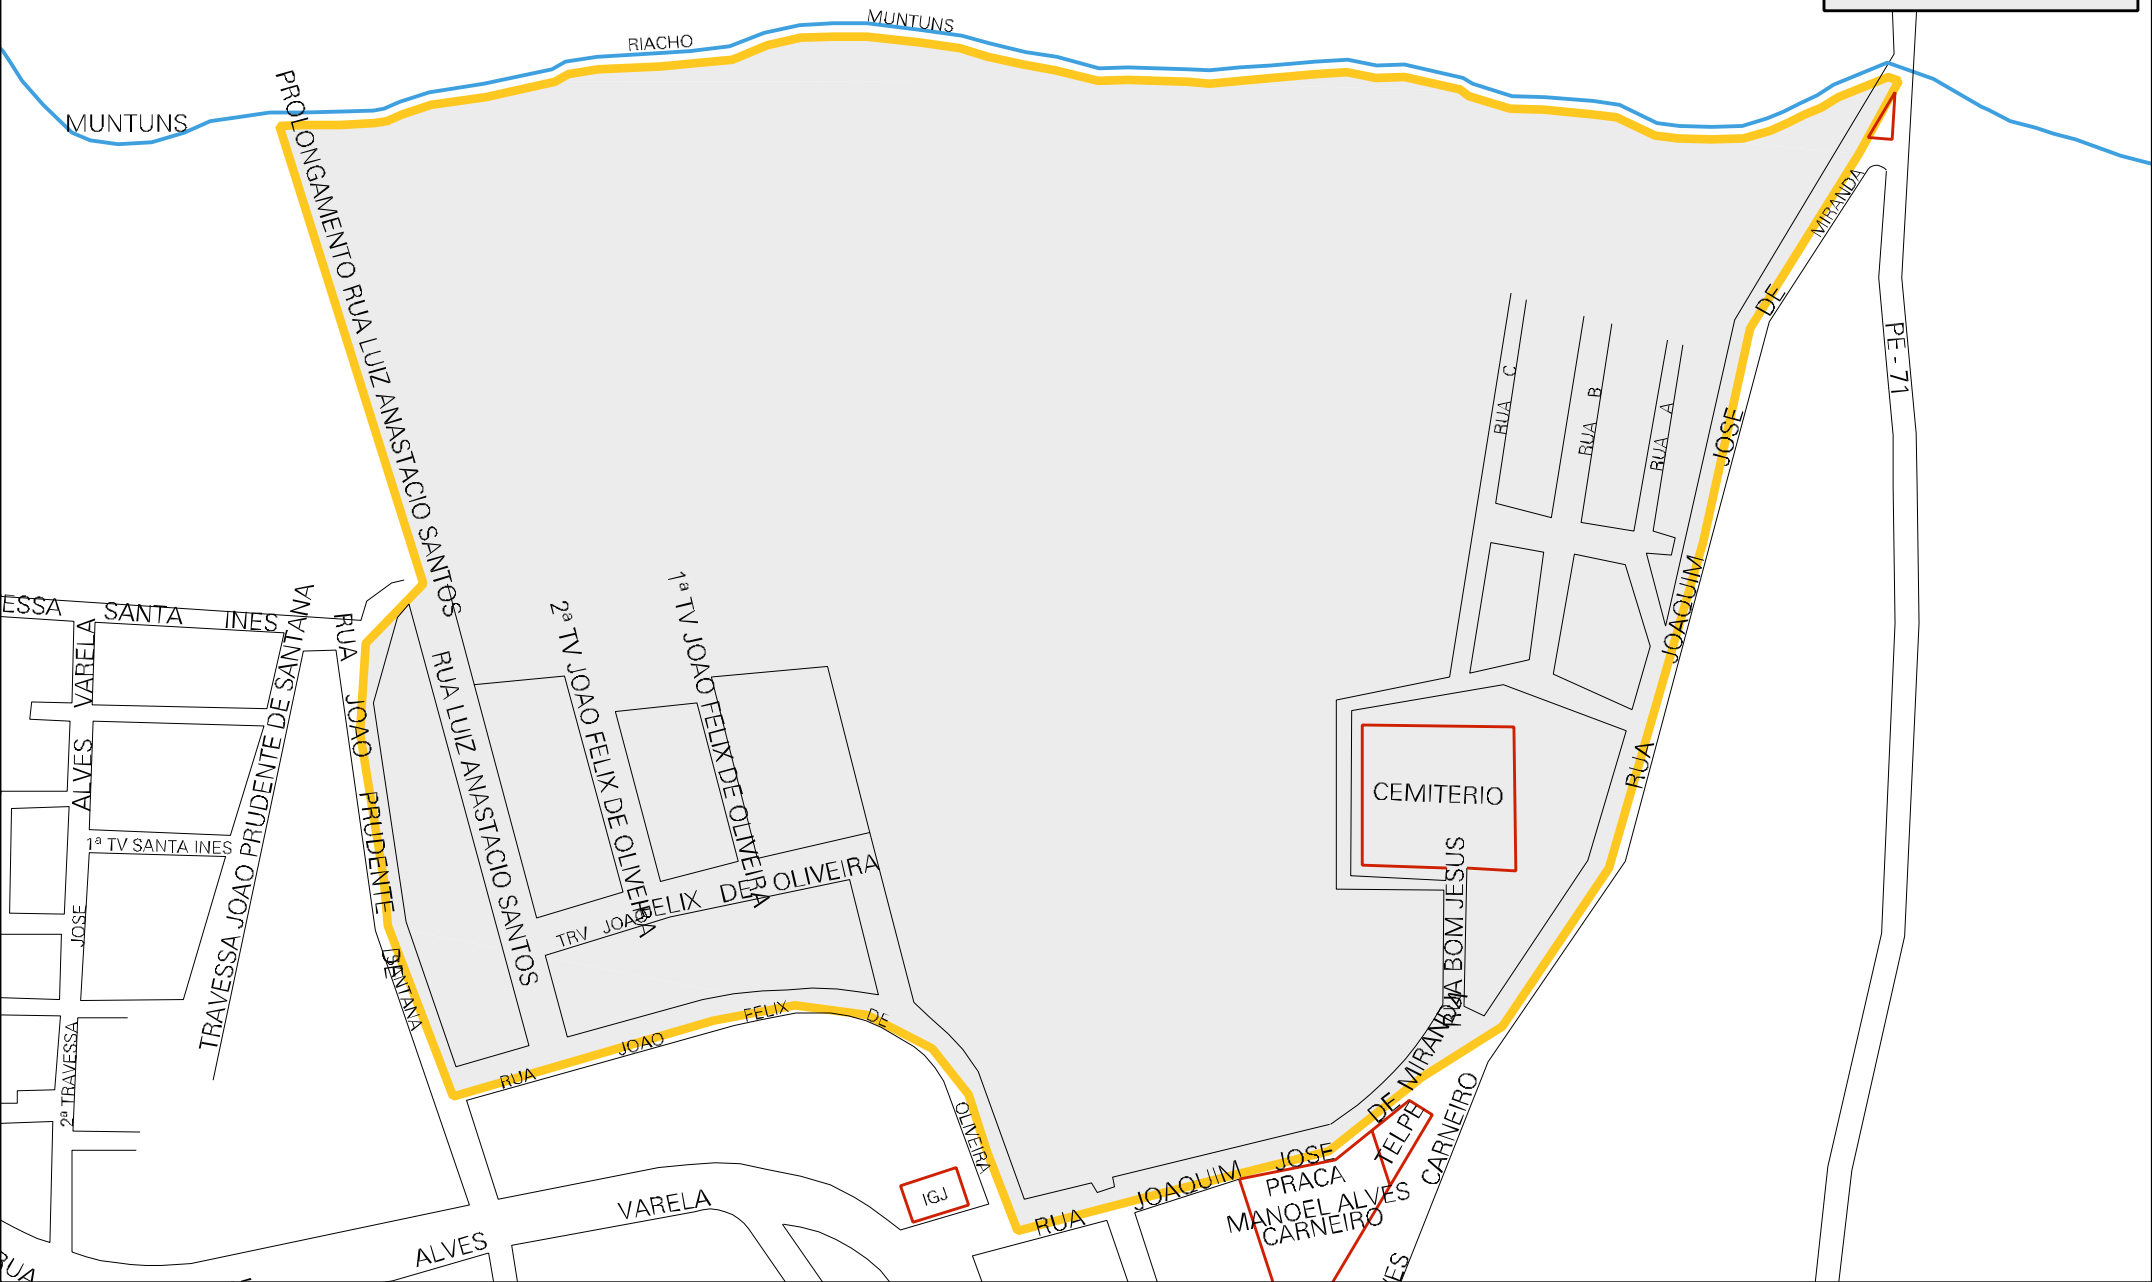 MUNTUNS
RIACHO
MUNTUNS
PROLONGAMENTO RUA LUIZ ANASTACIO SANTOS
MIRANDA
DE
JOSE
JOAQUIM
RUA
PE - 71
RUA C
RUA B
RUA A
ESSA SANTA INES
VARELA
ALVES
JOSE
2ª TRAVESSA
1ª TV SANTA INES
TRAVESSA JOAO PRUDENTE DE SANTANA
RUA JOAO PRUDENTE DE SANTANA
RUA LUIZ ANASTACIO SANTOS
2ª TV JOAO FELIX DE OLIVEIRA
1ª TV JOAO FELIX DE OLIVEIRA
TRV JOAO FELIX DE OLIVEIRA
CEMITERIO
RUA BOM JESUS
RUA JOAO FELIX DE OLIVEIRA
RUA JOAQUIM JOSE DE MIRANDA
TELPE
CARNEIRO
PRACA
MANOEL ALVES
CARNEIRO
IGJ
ALVES VARELA
RUA